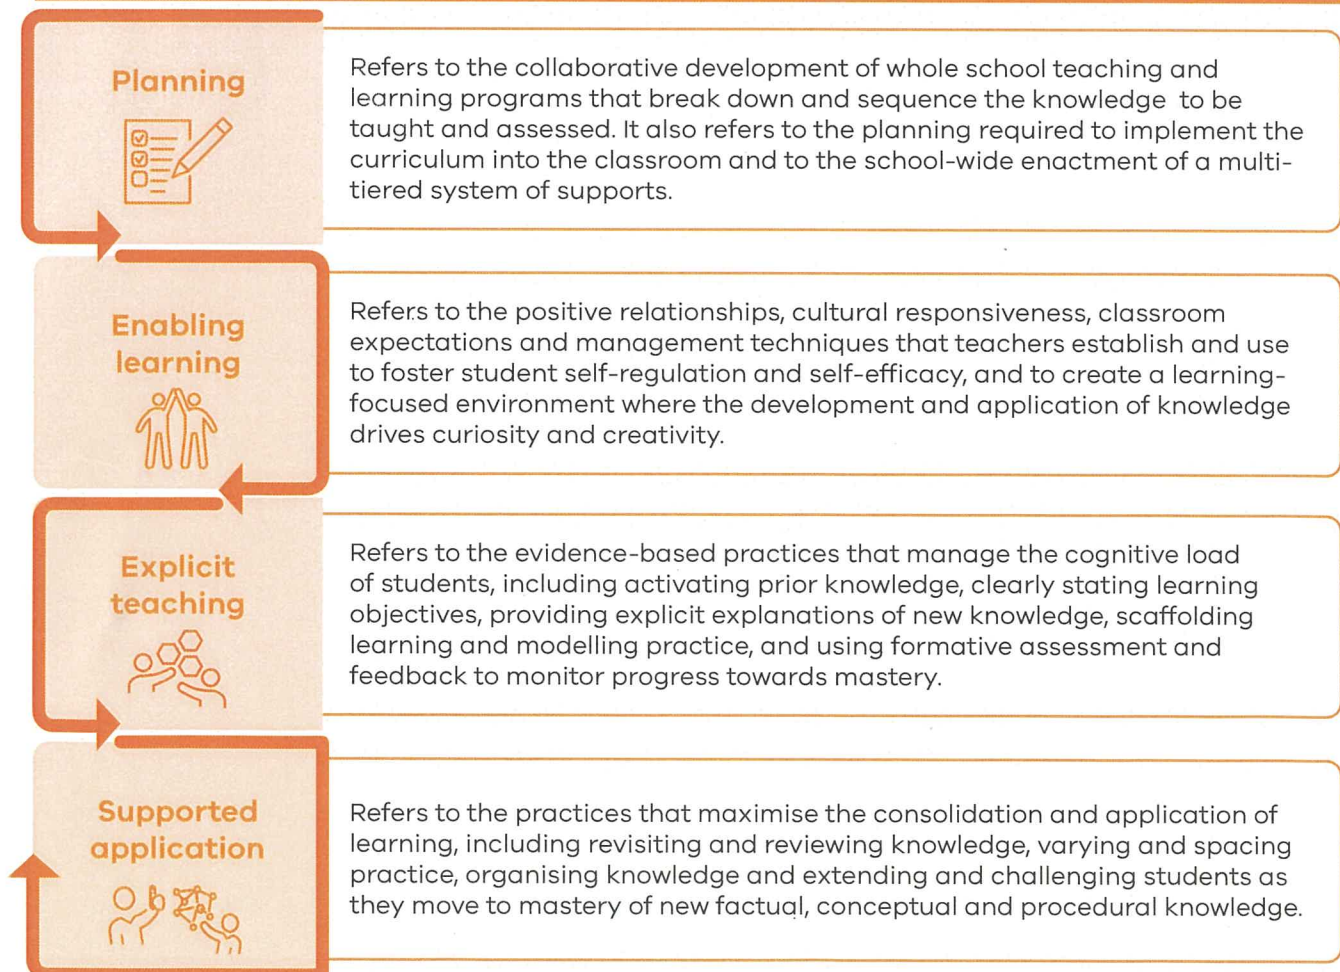 Planning
Refers to the collaborative development of whole school teaching and
learning programs that break down and sequence the knowledge to be
taught and assessed. It also refers to the planning required to implement the
curriculum into the classroom and to the school-wide enactment of a multi-
tiered system of supports.
Enabling
learning
Refers to the positive relationships, cultural responsiveness, classroom
expectations and management techniques that teachers establish and use
to foster student self-regulation and self-efficacy, and to create a learning-
focused environment where the development and application of knowledge
drives curiosity and creativity.
Explicit
teaching
Refers to the evidence-based practices that manage the cognitive load
of students, including activating prior knowledge, clearly stating learning
objectives, providing explicit explanations of new knowledge, scaffolding
learning and modelling practice, and using formative assessment and
feedback to monitor progress towards mastery.
Supported
application
Refers to the practices that maximise the consolidation and application of
learning, including revisiting and reviewing knowledge, varying and spacing
practice, organising knowledge and extending and challenging students as
they move to mastery of new factual, conceptual and procedural knowledge.